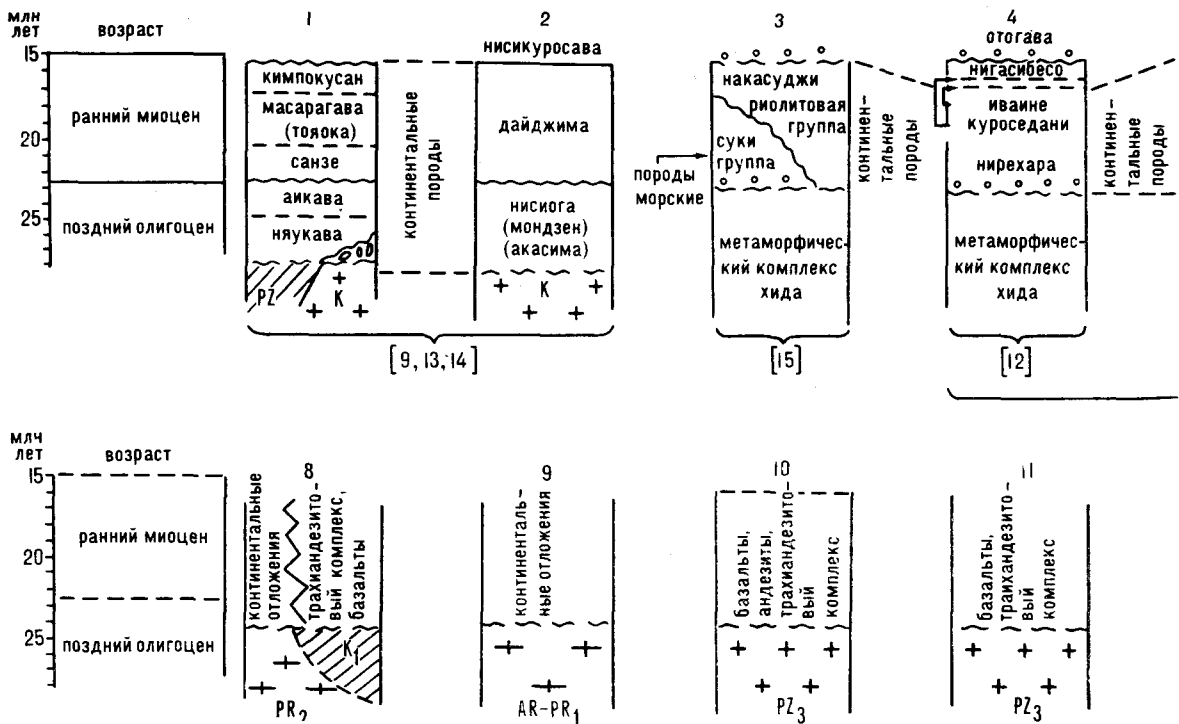 млн
лет
возраст
1
2
3
4
нисикуросава
отогава
15
20
25
ранний миоцен
поздний олигоцен
кимпокусан
масарагава
(тояока)
санзе
аикава
няукава
PZ
K
континентальные
породы
дайджима
нисиога
(мондзен)
(акасима)
K
[9, 13, 14]
породы
морские
накасуджи
риолитовая
группа
суки
группа
метаморфичес-
кий комплекс
хида
[15]
континен-
тальные
породы
нигасибесо
иваине
куроседани
нирехара
метаморфичес-
кий комплекс
хида
[12]
континен-
тальные
породы
млч
лет
возраст
8
9
10
11
15
20
25
ранний миоцен
поздний олигоцен
континентальные
отложения
трахиандезито-
вый комплекс,
базальты
K1
PR2
континенталь-
ные отложения
AR-PR1
базальты,
андезиты,
трахиандезито-
вый
комплекс
PZ3
базальты,
траихандезито-
вый
комплекс
PZ3